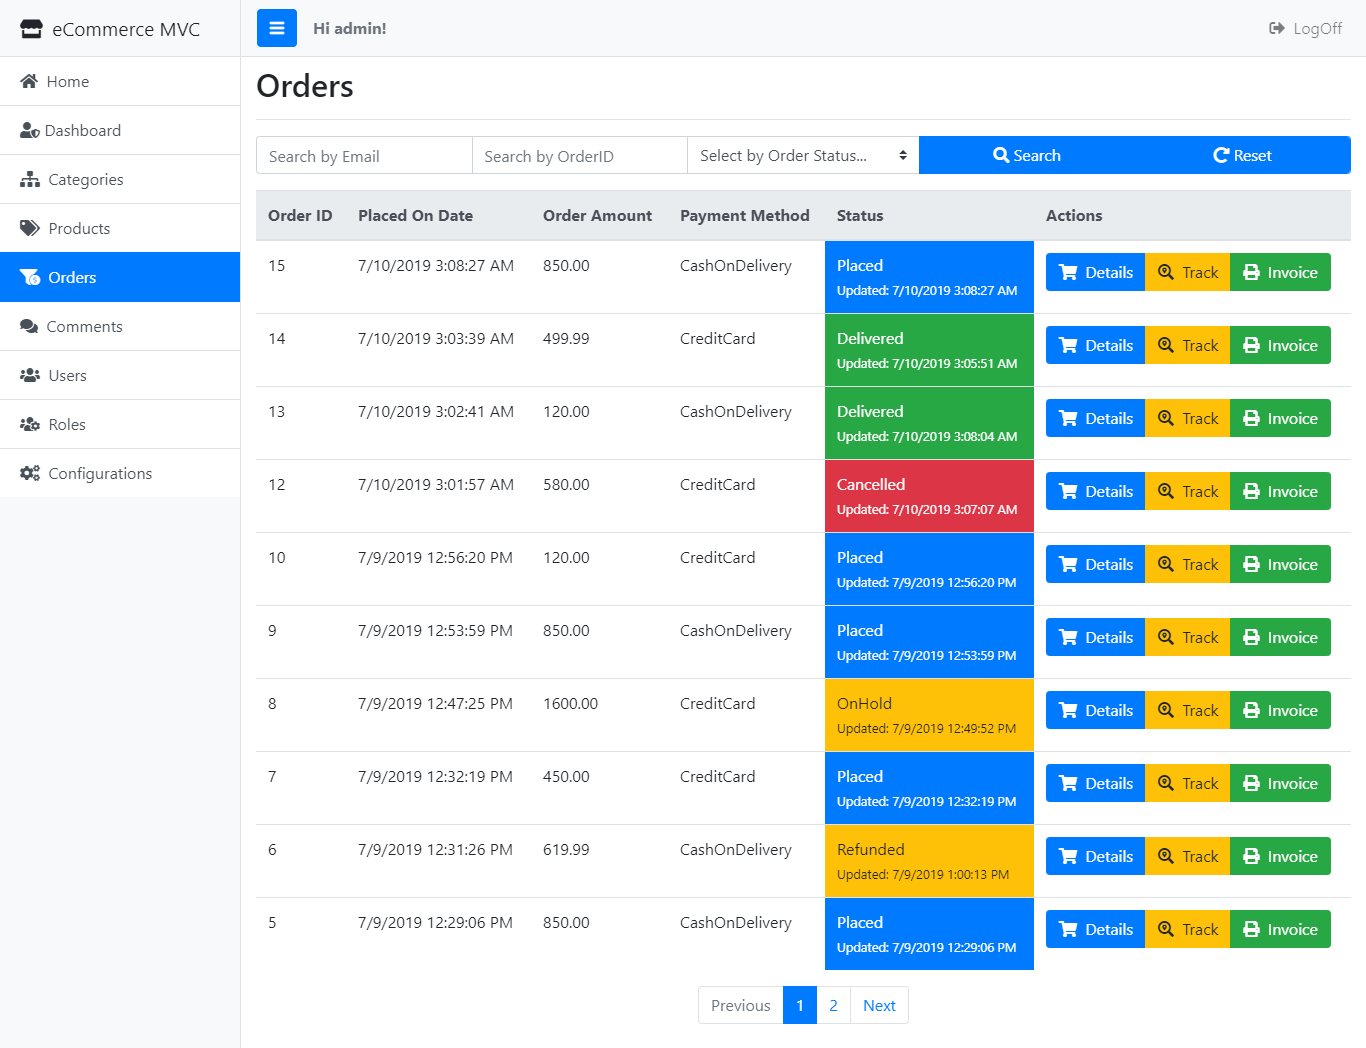 eCommerce MVC
Hi admin!
LogOff
Home
Dashboard
Categories
Products
Orders
Comments
Users
Roles
Configurations
Orders
Search by Email Search by OrderID Select by Order Status... Search Reset
Order ID Placed On Date Order Amount Payment Method Status Actions
15 7/10/2019 3:08:27 AM 850.00 CashOnDelivery Placed Details Track Invoice
Updated: 7/10/2019 3:08:27 AM
14 7/10/2019 3:03:39 AM 499.99 CreditCard Delivered Details Track Invoice
Updated: 7/10/2019 3:05:51 AM
13 7/10/2019 3:02:41 AM 120.00 CashOnDelivery Delivered Details Track Invoice
Updated: 7/10/2019 3:08:04 AM
12 7/10/2019 3:01:57 AM 580.00 CreditCard Cancelled Details Track Invoice
Updated: 7/10/2019 3:07:07 AM
10 7/9/2019 12:56:20 PM 120.00 CreditCard Placed Details Track Invoice
Updated: 7/9/2019 12:56:20 PM
9 7/9/2019 12:53:59 PM 850.00 CashOnDelivery Placed Details Track Invoice
Updated: 7/9/2019 12:53:59 PM
8 7/9/2019 12:47:25 PM 1600.00 CreditCard OnHold Details Track Invoice
Updated: 7/9/2019 12:49:52 PM
7 7/9/2019 12:32:19 PM 450.00 CreditCard Placed Details Track Invoice
Updated: 7/9/2019 12:32:19 PM
6 7/9/2019 12:31:26 PM 619.99 CashOnDelivery Refunded Details Track Invoice
Updated: 7/9/2019 1:00:13 PM
5 7/9/2019 12:29:06 PM 850.00 CashOnDelivery Placed Details Track Invoice
Updated: 7/9/2019 12:29:06 PM
Previous 1 2 Next